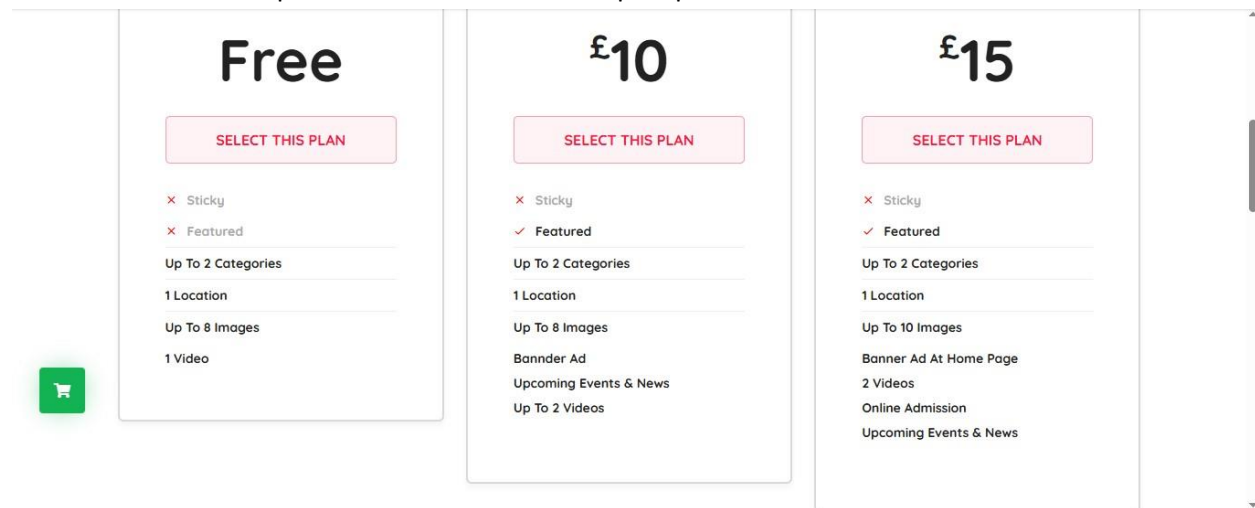 Free
SELECT THIS PLAN
Sticky
Featured
Up To 2 Categories
1 Location
Up To 8 Images
1 Video
£10
SELECT THIS PLAN
Sticky
Featured
Up To 2 Categories
1 Location
Up To 8 Images
Bannder Ad
Upcoming Events & News
Up To 2 Videos
£15
SELECT THIS PLAN
Sticky
Featured
Up To 2 Categories
1 Location
Up To 10 Images
Banner Ad At Home Page
2 Videos
Online Admission
Upcoming Events & News